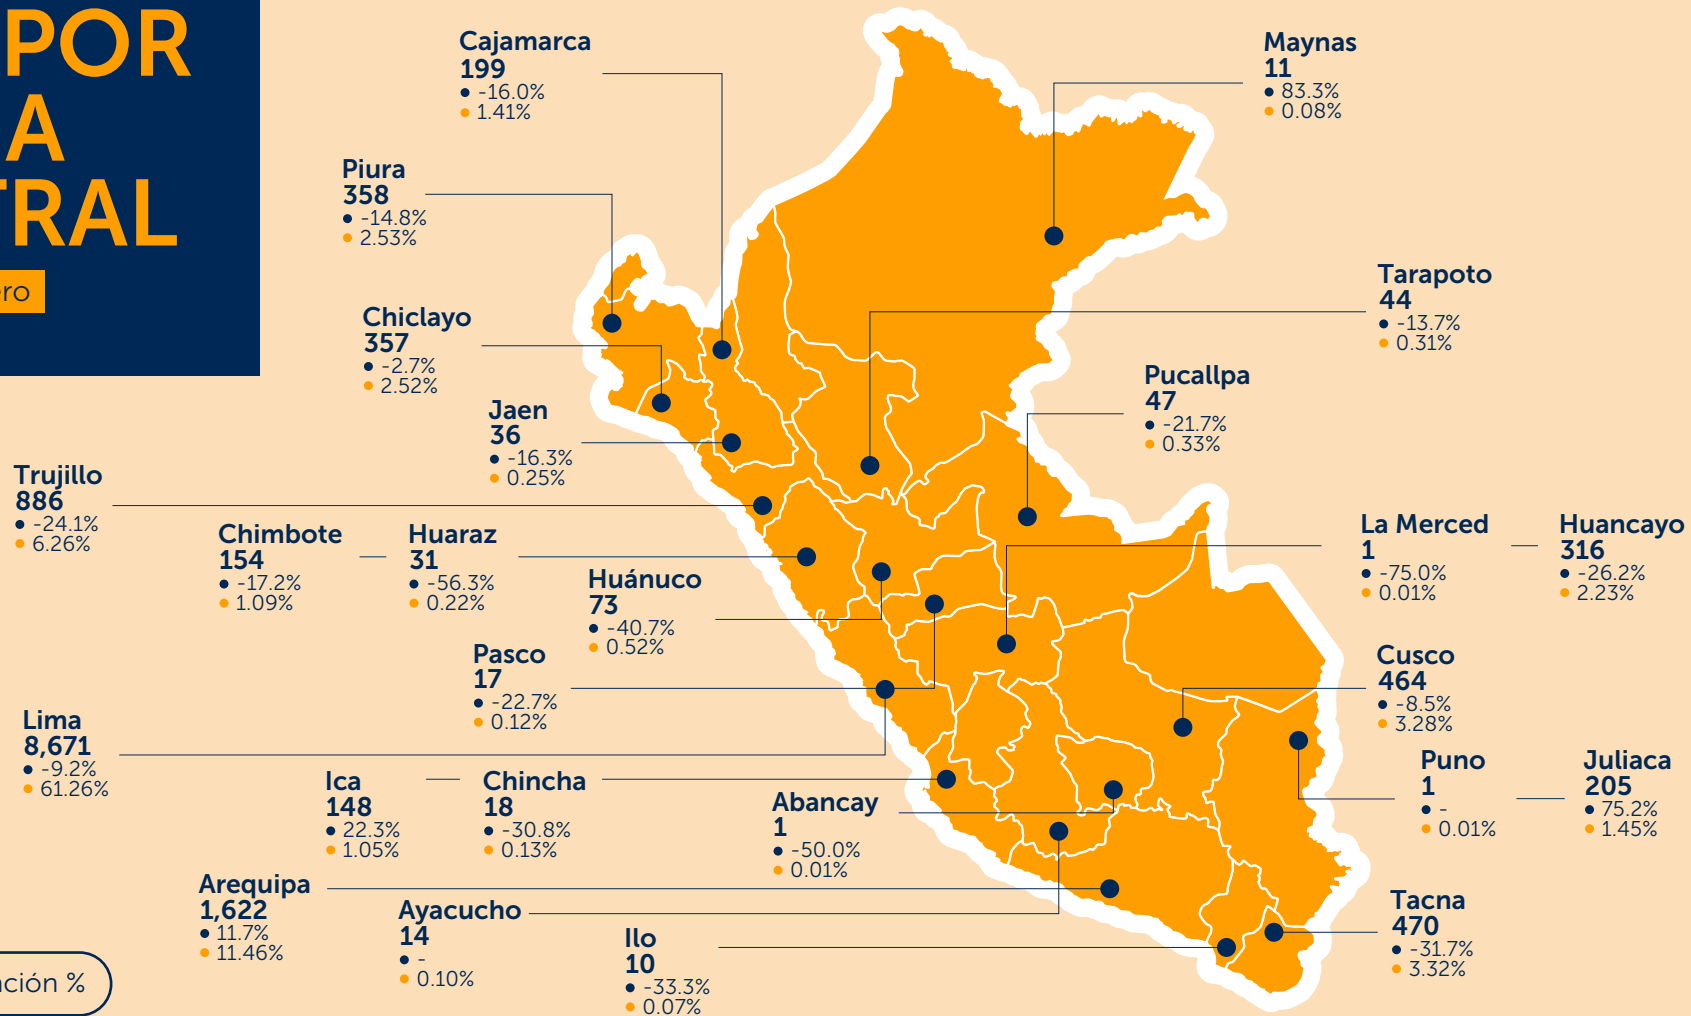 POR
A
TRAL
ero
Cajamarca
199
-16.0%
1.41%
Maynas
11
83.3%
0.08%
Piura
358
-14.8%
2.53%
Tarapoto
44
-13.7%
0.31%
Chiclayo
357
-2.7%
2.52%
Pucallpa
47
-21.7%
0.33%
Jaen
36
-16.3%
0.25%
Trujillo
886
-24.1%
6.26%
Chimbote
154
-17.2%
1.09%
Huaraz
31
-56.3%
0.22%
La Merced
1
-75.0%
0.01%
Huancayo
316
-26.2%
2.23%
Huánuco
73
-40.7%
0.52%
Pasco
17
-22.7%
0.12%
Cusco
464
-8.5%
3.28%
Lima
8,671
-9.2%
61.26%
Puno
1
-
0.01%
Juliaca
205
75.2%
1.45%
Ica
148
22.3%
1.05%
Chincha
18
-30.8%
0.13%
Abancay
1
-50.0%
0.01%
Arequipa
1,622
11.7%
11.46%
Ayacucho
14
-
0.10%
Ilo
10
-33.3%
0.07%
Tacna
470
-31.7%
3.32%
ación %